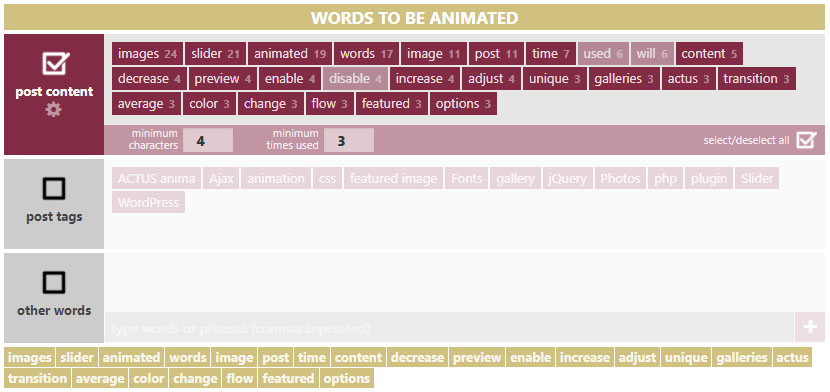 WORDS TO BE ANIMATED
post content
images 24 slider 21 animated 19 words 17 image 11 post 11 time 7 used 6 will 6 content 5
decrease 4 preview 4 enable 4 disable 4 increase 4 adjust 4 unique 3 galleries 3 actus 3 transition 3
average 3 color 3 change 3 flow 3 featured 3 options 3
minimum characters 4 minimum times used 3 select/deselect all
post tags
ACTUS anima Ajax animation css featured image Fonts gallery jQuery Photos php plugin Slider
WordPress
other words
type words or phrases (comma seperated) +
images slider animated words image post time content decrease preview enable increase adjust unique galleries actus
transition average color change flow featured options